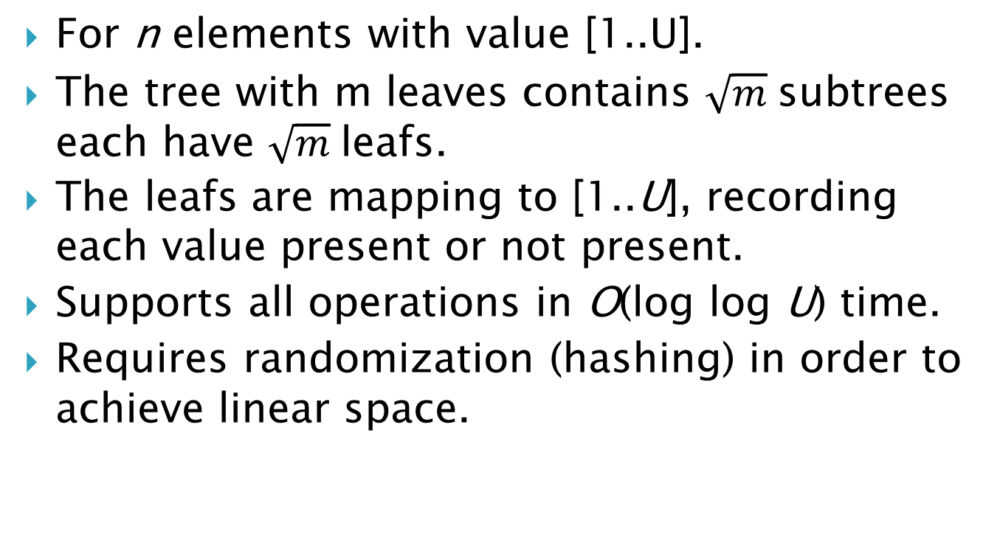 For n elements with value [1..U].
The tree with m leaves contains √m subtrees
each have √m leafs.
The leafs are mapping to [1..U], recording
each value present or not present.
Supports all operations in O(log log U) time.
Requires randomization (hashing) in order to
achieve linear space.